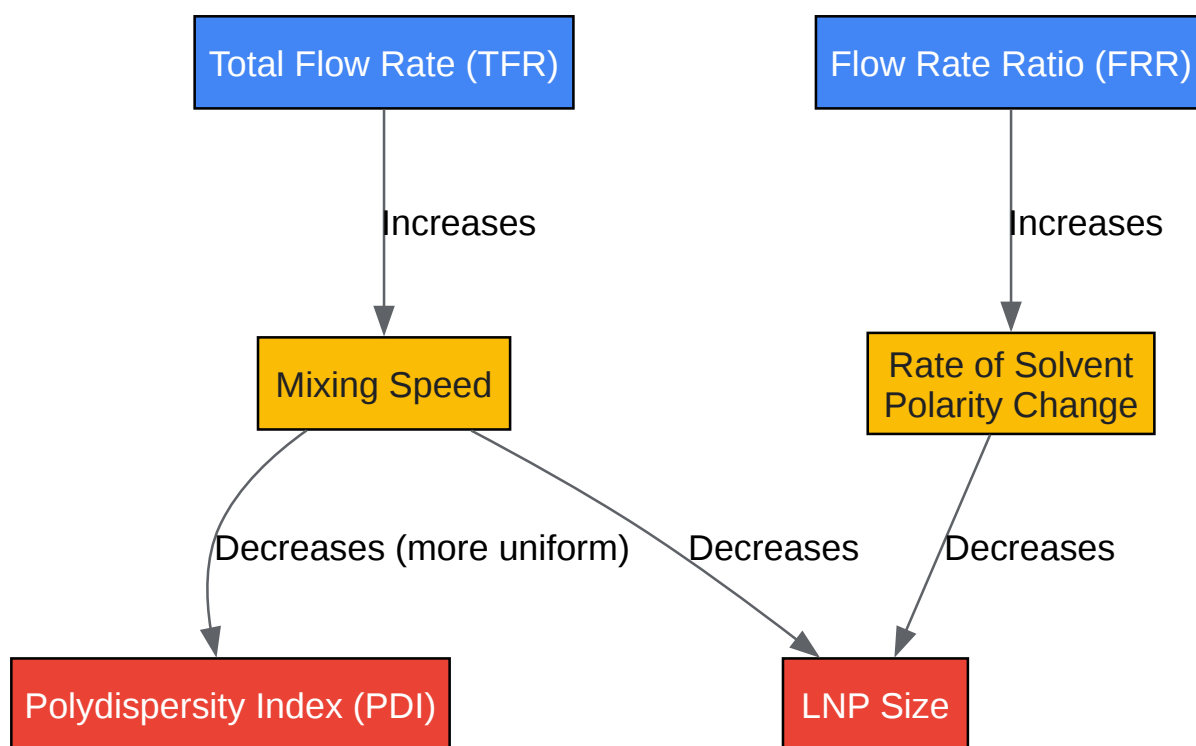 Total Flow Rate (TFR)
Flow Rate Ratio (FRR)
Increases
Increases
Mixing Speed
Rate of Solvent
Polarity Change
Decreases (more uniform)
Decreases
Decreases
Polydispersity Index (PDI)
LNP Size